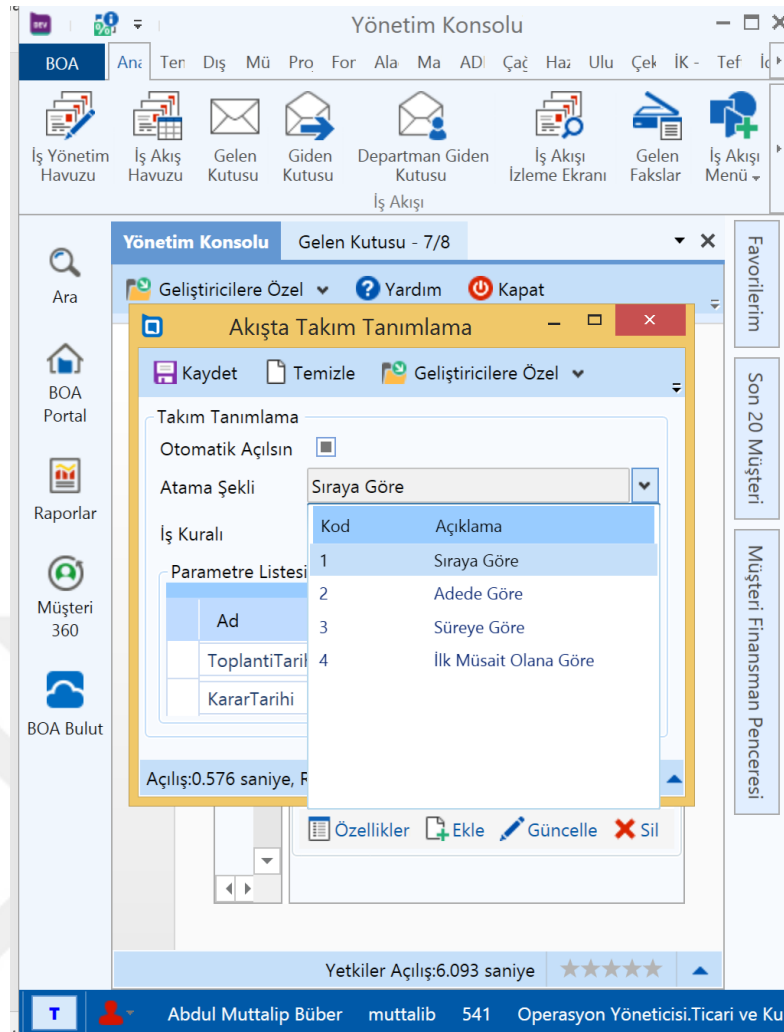 Yönetim Konsolu
BOA Ana Ten Dış Mü Pro For Ala Ma AD Çağ Haz Ulu Çek İK - Tef
İş Yönetim Havuzu
İş Akış Havuzu
Gelen Kutusu
Giden Kutusu
Departman Giden Kutusu
İş Akışı İzleme Ekranı
Gelen Fakslar
İş Akışı Menü
İş Akışı
Ara
BOA Portal
Raporlar
Müşteri 360
BOA Bulut
Yönetim Konsolu Gelen Kutusu - 7/8
Geliştiricilere Özel Yardım Kapat
Akışta Takım Tanımlama
Kaydet Temizle Geliştiricilere Özel
Takım Tanımlama
Otomatik Açılsın
Atama Şekli Sıraya Göre
Kod Açıklama
1 Sıraya Göre
2 Adede Göre
3 Süreye Göre
4 İlk Müsait Olana Göre
İş Kuralı
Parametre Listesi
Ad
ToplantiTarih
KararTarihi
Açılış:0.576 saniye,
Özellikler Ekle Güncelle Sil
Yetkiler Açılış:6.093 saniye
Favorilerim
Son 20 Müşteri
Müşteri Finansman Penceresi
T Abdul Muttalip Büber muttalib 541 Operasyon Yöneticisi.Ticari ve Ku